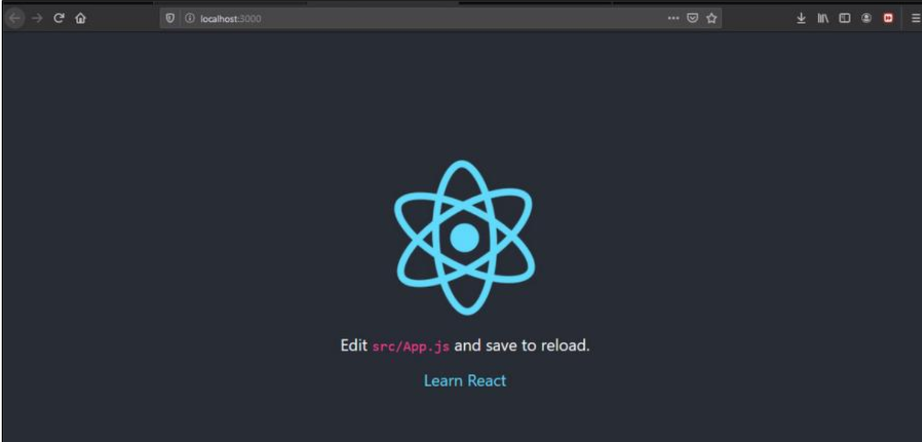 localhost:3000
Edit src/App.js and save to reload.
Learn React